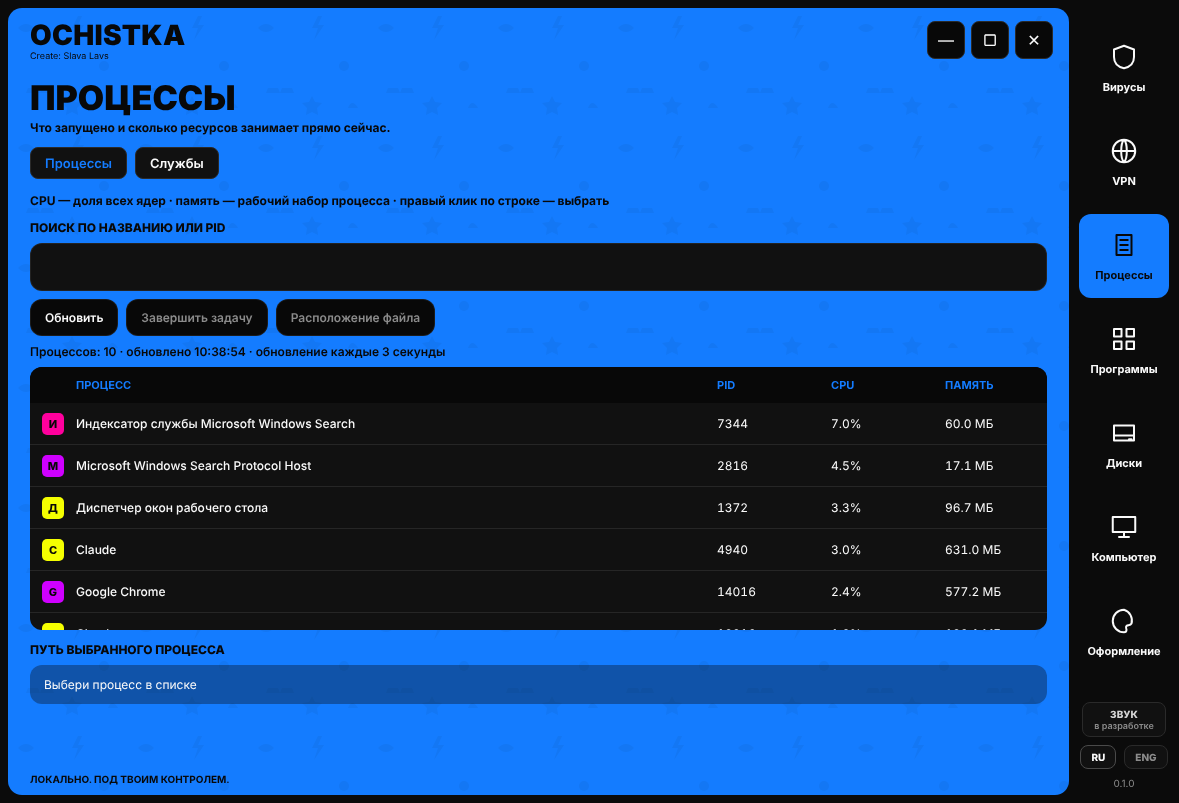 OCHISTKA
Create: Slava Lavs
ПРОЦЕССЫ
Что запущено и сколько ресурсов занимает прямо сейчас.
Процессы
Службы
CPU — доля всех ядер · память — рабочий набор процесса · правый клик по строке — выбрать
ПОИСК ПО НАЗВАНИЮ ИЛИ PID
Обновить
Завершить задачу
Расположение файла
Процессов: 10 · обновлено 10:38:54 · обновление каждые 3 секунды
ПРОЦЕСС PID CPU ПАМЯТЬ
И Индексатор службы Microsoft Windows Search 7344 7.0% 60.0 МБ
M Microsoft Windows Search Protocol Host 2816 4.5% 17.1 МБ
Д Диспетчер окон рабочего стола 1372 3.3% 96.7 МБ
C Claude 4940 3.0% 631.0 МБ
G Google Chrome 14016 2.4% 577.2 МБ
ПУТЬ ВЫБРАННОГО ПРОЦЕССА
Выбери процесс в списке
ЛОКАЛЬНО. ПОД ТВОИМ КОНТРОЛЕМ.
Вирусы
VPN
Процессы
Программы
Диски
Компьютер
Оформление
ЗВУК
в разработке
RU
ENG
0.1.0